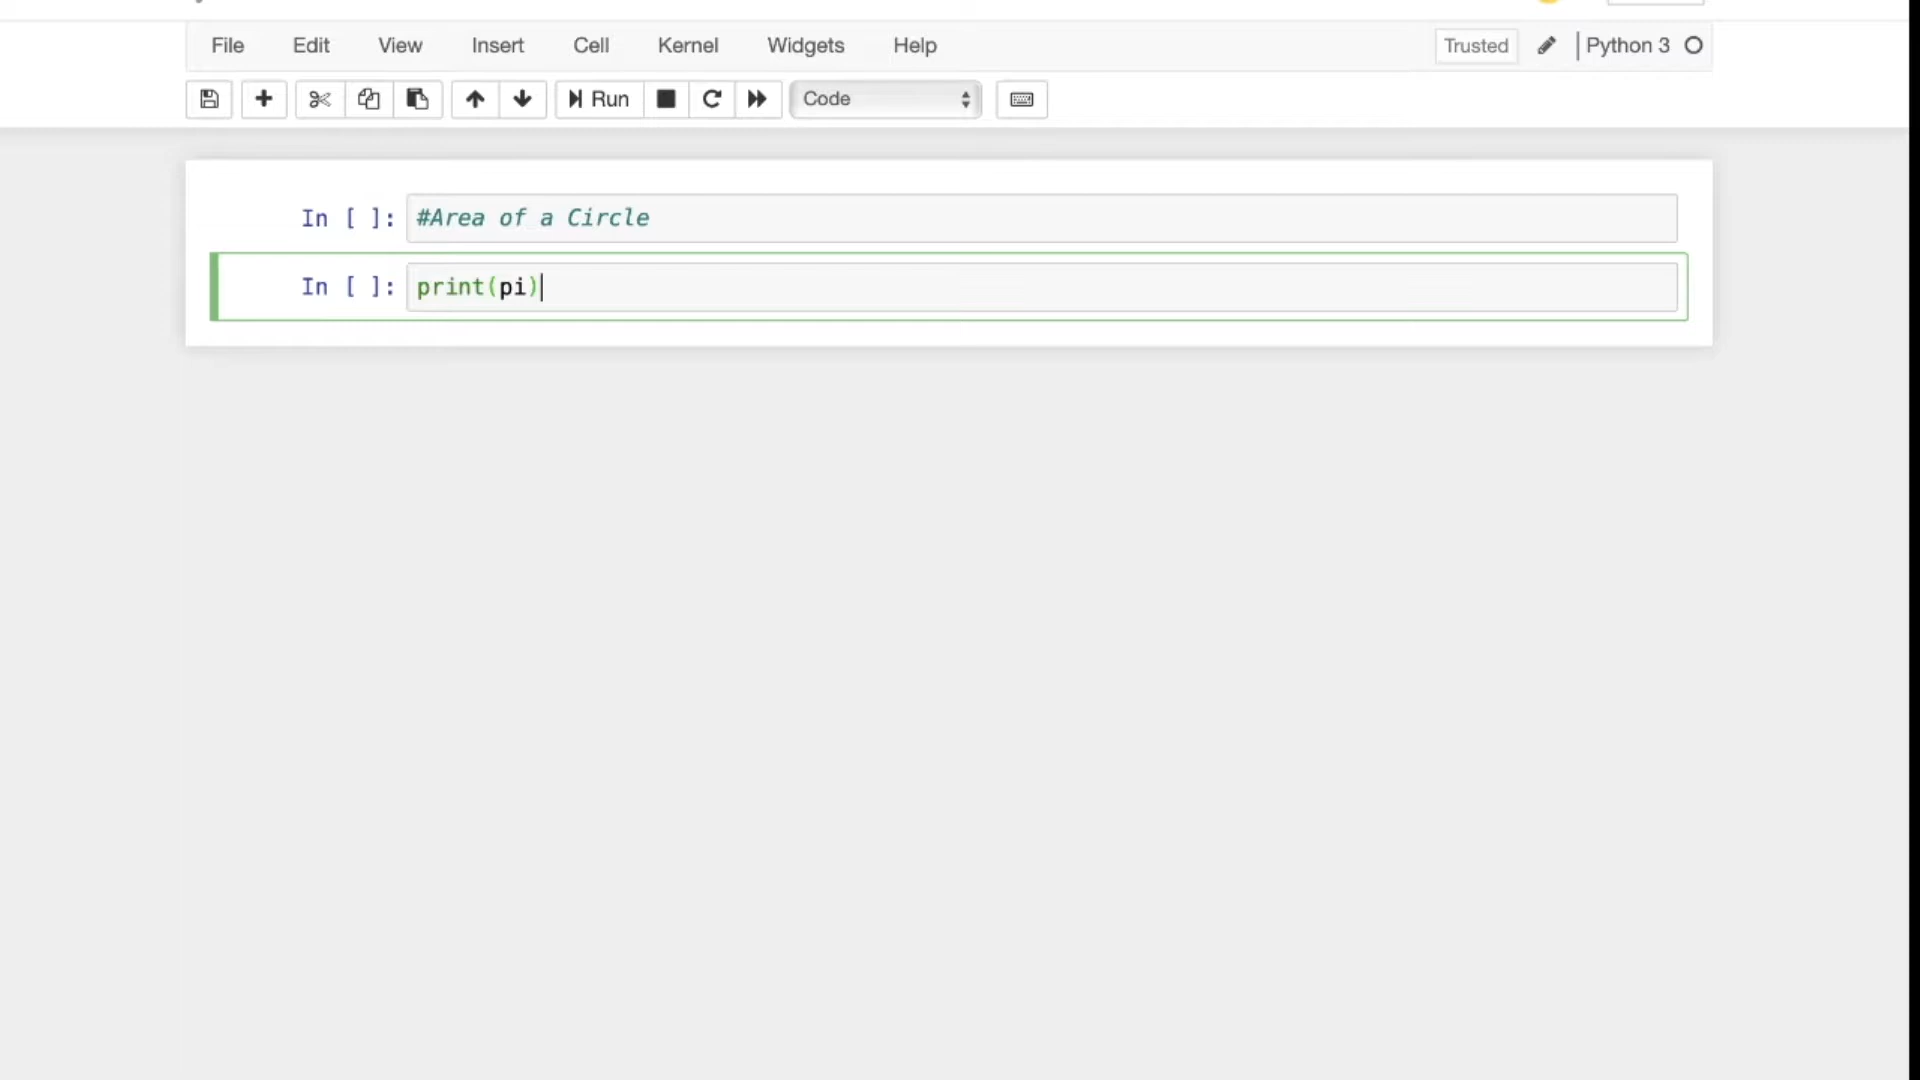 File Edit View Insert Cell Kernel Widgets Help Trusted Python 3
Run Code
In [ ]: #Area of a Circle
In [ ]: print(pi)